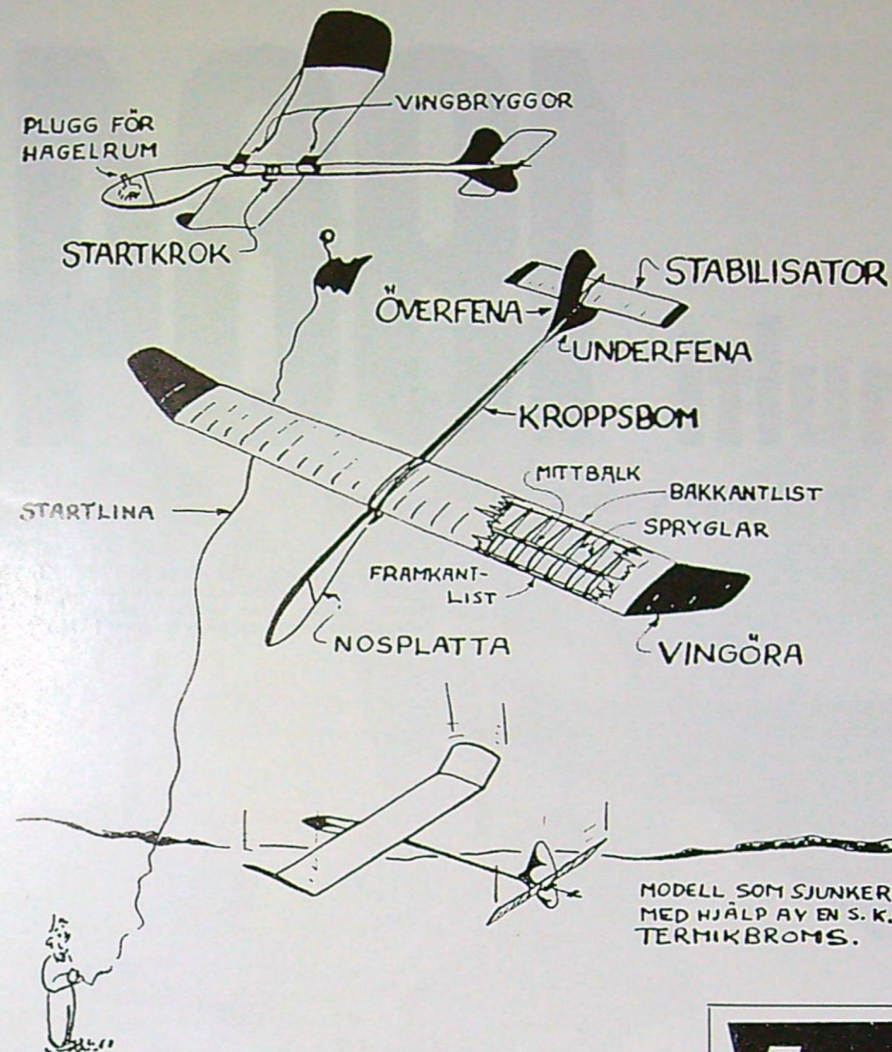 VINGBRYGGOR
PLUGG FÖR
HAGELRUM
STARTKROK
STABILISATOR
ÖVERFENA
UNDERFENA
KROPPSBOM
MITTBALK
BAKKANTLIST
SPRYGLAR
STARTLINA
FRAMKANT-
LIST
NOSPLATTA
VINGÖRA
MODELL SOM SJUNKER
MED HJÄLP AV EN S.K.
TERMIKBROMS.